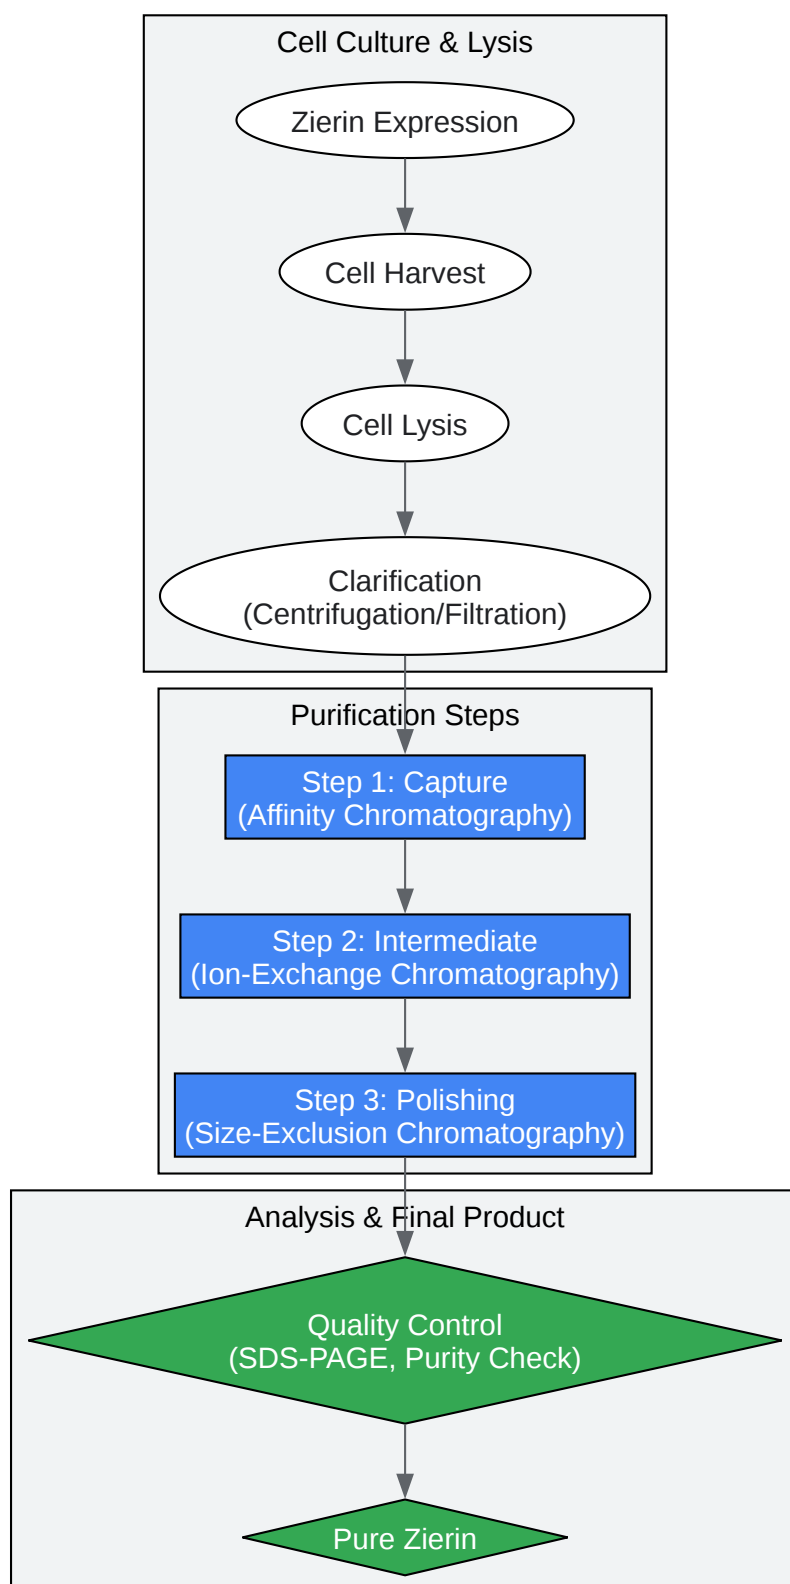 Cell Culture & Lysis
Zierin Expression
Cell Harvest
Cell Lysis
Clarification
(Centrifugation/Filtration)
Purification Steps
Step 1: Capture
(Affinity Chromatography)
Step 2: Intermediate
(Ion-Exchange Chromatography)
Step 3: Polishing
(Size-Exclusion Chromatography)
Analysis & Final Product
Quality Control
(SDS-PAGE, Purity Check)
Pure Zierin